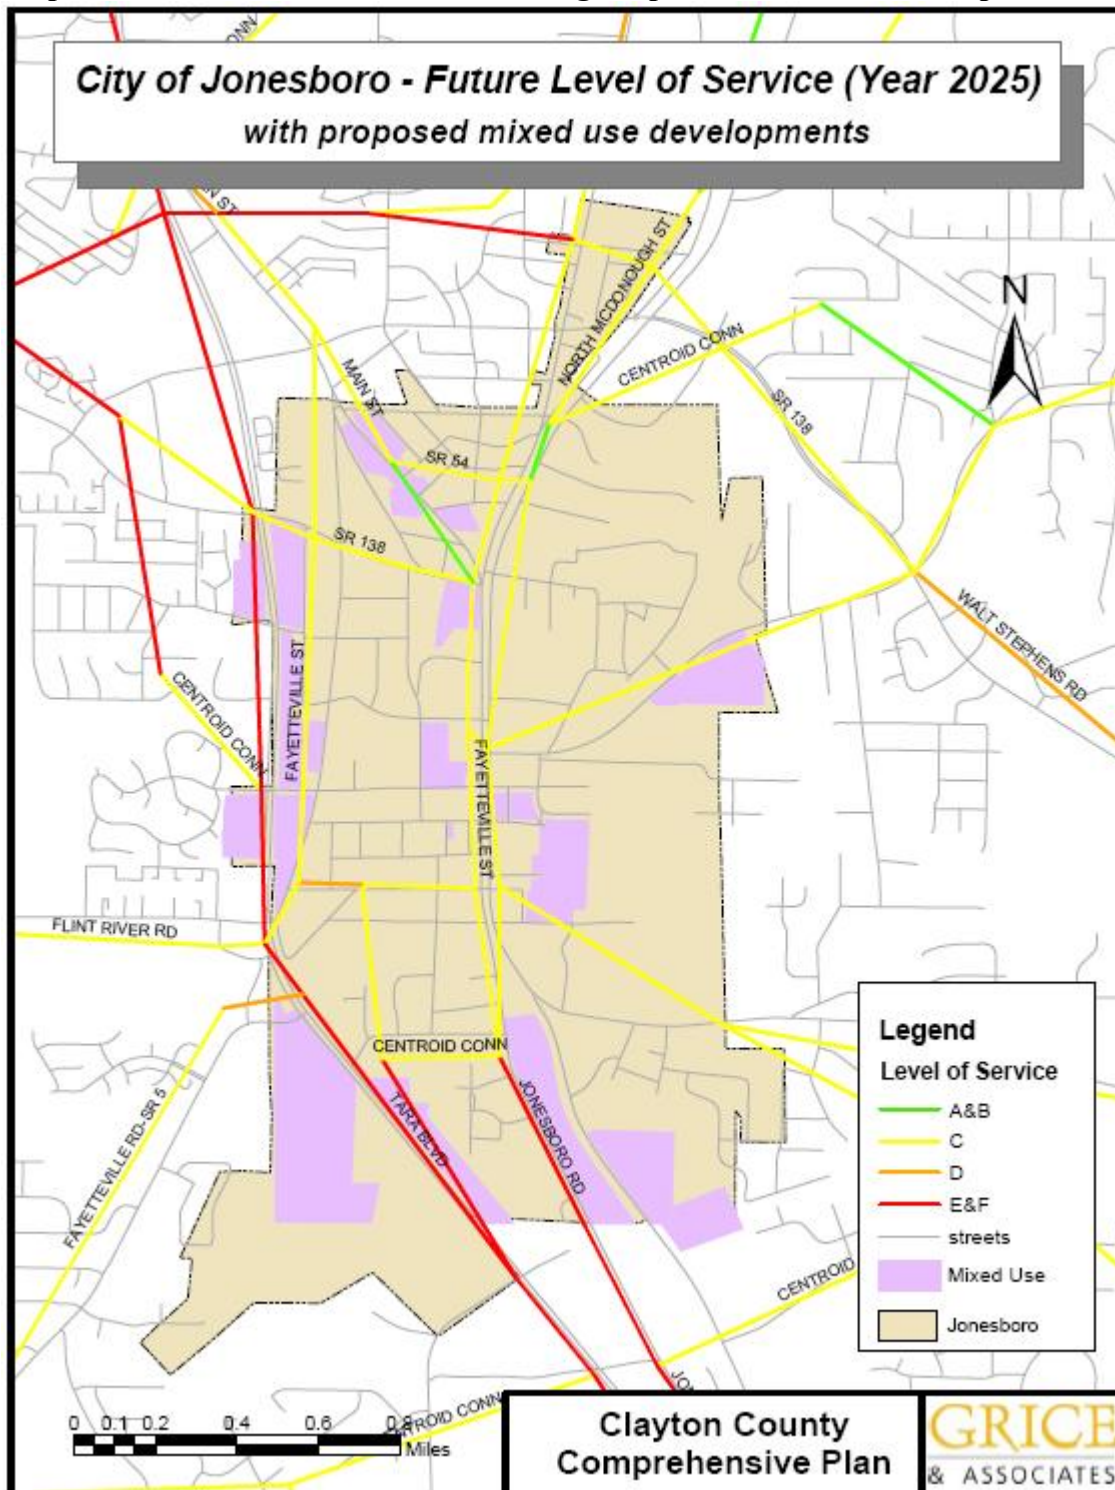 City of Jonesboro - Future Level of Service (Year 2025)
with proposed mixed use developments
N
NORTH MCDONOUGH ST
CENTROID CONN
MAIN ST
SR 138
SR 54
SR 138
WALT STEPHENS RD
FAYETTEVILLE ST
CENTROID CONN
FAYETTEVILLE ST
FLINT RIVER RD
CENTROID CONN
TARA BLVD
JONESBORO RD
FAYETTEVILLE RD-SR 5
CENTROID
Legend
Level of Service
A&B
C
D
E&F
streets
Mixed Use
Jonesboro
0 0.1 0.2 0.4 0.6 0.8
Miles
Clayton County
Comprehensive Plan
GRICE
& ASSOCIATES